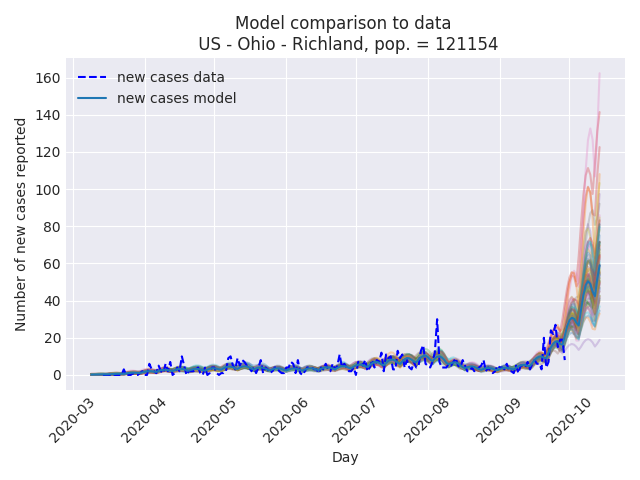 Model comparison to data
US - Ohio - Richland, pop. = 121154
new cases data
new cases model
Number of new cases reported
160
140
120
100
80
60
40
20
0
2020-03
2020-04
2020-05
2020-06
2020-07
2020-08
2020-09
2020-10
Day